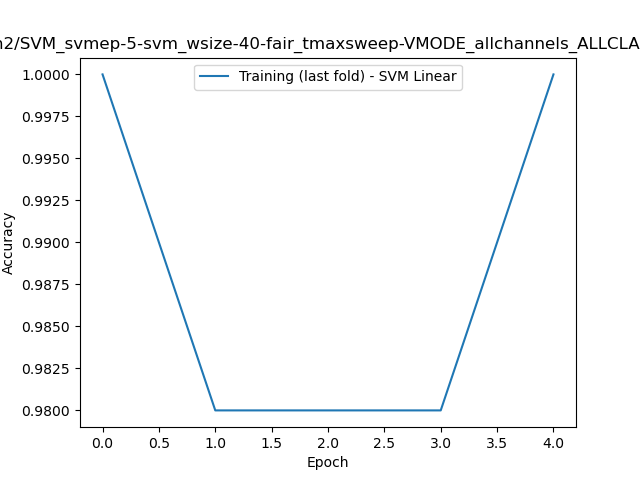 n2/SVM_svmep-5-svm_wsize-40-fair_tmaxsweep-VMODE_allchannels_ALLCLA
Training (last fold) - SVM Linear
1.0000
0.9975
0.9950
0.9925
0.9900
0.9875
0.9850
0.9825
0.9800
Accuracy
0.0 0.5 1.0 1.5 2.0 2.5 3.0 3.5 4.0
Epoch